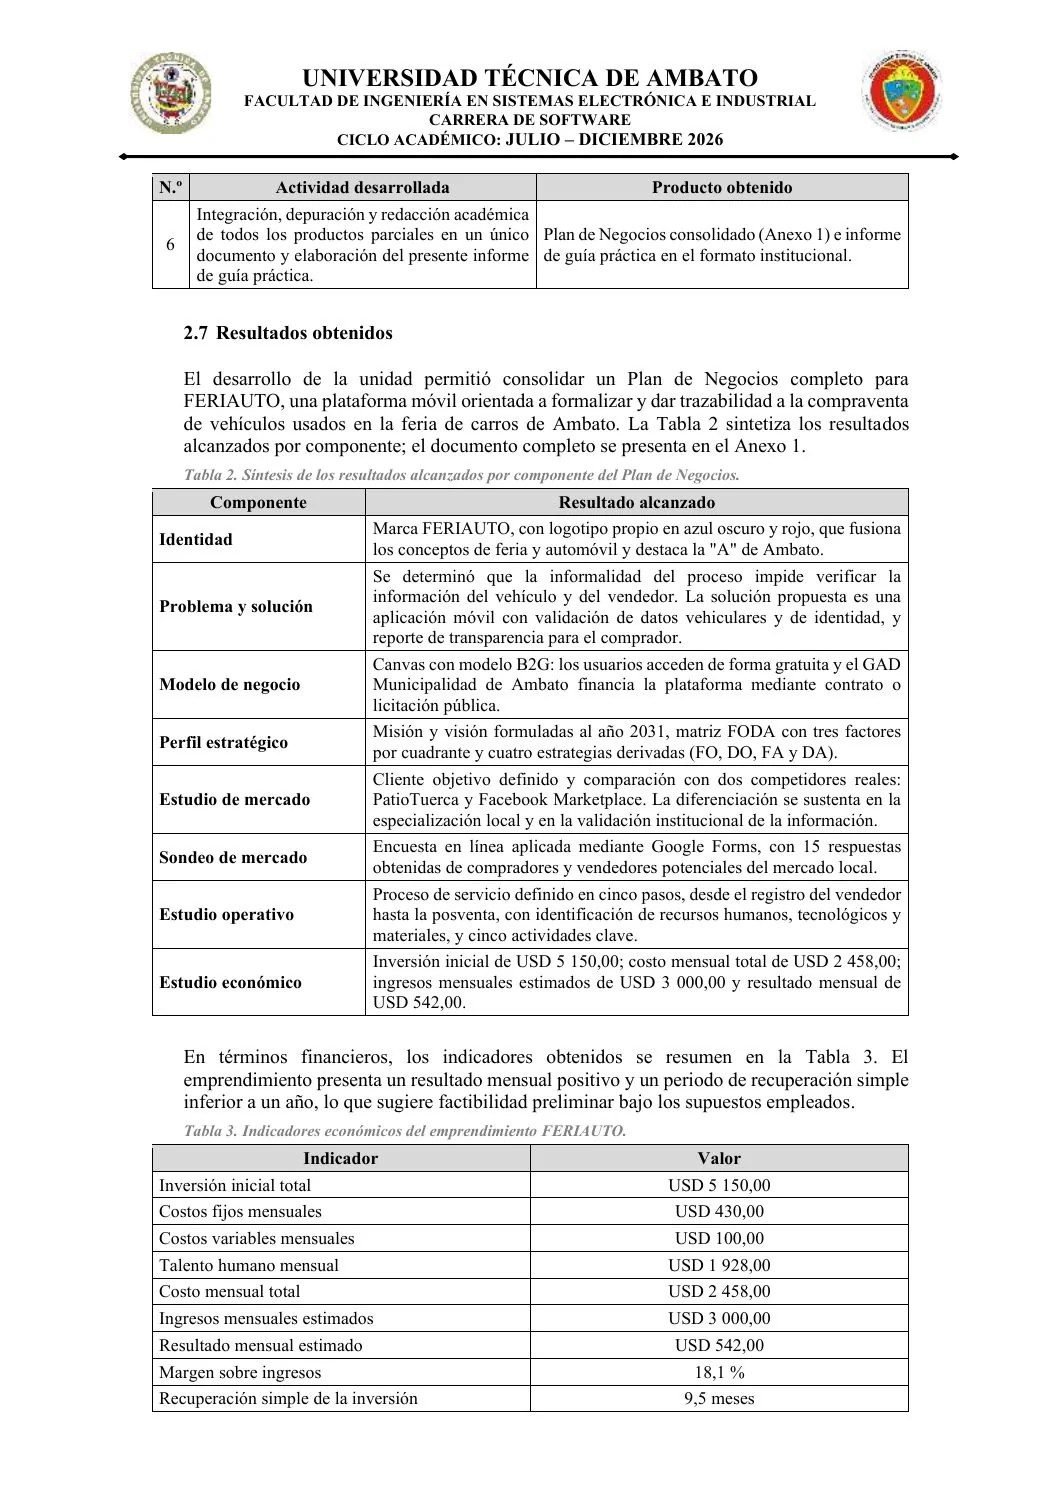 UNIVERSIDAD TÉCNICA DE AMBATO
FACULTAD DE INGENIERÍA EN SISTEMAS ELECTRÓNICA E INDUSTRIAL
CARRERA DE SOFTWARE
CICLO ACADÉMICO: JULIO – DICIEMBRE 2026
N.º Actividad desarrollada Producto obtenido
6
Integración, depuración y redacción académica
de todos los productos parciales en un único
documento y elaboración del presente informe
de guía práctica.
Plan de Negocios consolidado (Anexo 1) e informe
de guía práctica en el formato institucional.
2.7 Resultados obtenidos
El desarrollo de la unidad permitió consolidar un Plan de Negocios completo para
FERIAUTO, una plataforma móvil orientada a formalizar y dar trazabilidad a la compraventa
de vehículos usados en la feria de carros de Ambato. La Tabla 2 sintetiza los resultados
alcanzados por componente; el documento completo se presenta en el Anexo 1.
Tabla 2. Síntesis de los resultados alcanzados por componente del Plan de Negocios.
Componente Resultado alcanzado
Identidad
Marca FERIAUTO, con logotipo propio en azul oscuro y rojo, que fusiona
los conceptos de feria y automóvil y destaca la "A" de Ambato.
Problema y solución
Se determinó que la informalidad del proceso impide verificar la
información del vehículo y del vendedor. La solución propuesta es una
aplicación móvil con validación de datos vehiculares y de identidad, y
reporte de transparencia para el comprador.
Modelo de negocio
Canvas con modelo B2G: los usuarios acceden de forma gratuita y el GAD
Municipalidad de Ambato financia la plataforma mediante contrato o
licitación pública.
Perfil estratégico
Misión y visión formuladas al año 2031, matriz FODA con tres factores
por cuadrante y cuatro estrategias derivadas (FO, DO, FA y DA).
Estudio de mercado
Cliente objetivo definido y comparación con dos competidores reales:
PatioTuerca y Facebook Marketplace. La diferenciación se sustenta en la
especialización local y en la validación institucional de la información.
Sondeo de mercado
Encuesta en línea aplicada mediante Google Forms, con 15 respuestas
obtenidas de compradores y vendedores potenciales del mercado local.
Estudio operativo
Proceso de servicio definido en cinco pasos, desde el registro del vendedor
hasta la posventa, con identificación de recursos humanos, tecnológicos y
materiales, y cinco actividades clave.
Estudio económico
Inversión inicial de USD 5 150,00; costo mensual total de USD 2 458,00;
ingresos mensuales estimados de USD 3 000,00 y resultado mensual de
USD 542,00.
En términos financieros, los indicadores obtenidos se resumen en la Tabla 3. El
emprendimiento presenta un resultado mensual positivo y un periodo de recuperación simple
inferior a un año, lo que sugiere factibilidad preliminar bajo los supuestos empleados.
Tabla 3. Indicadores económicos del emprendimiento FERIAUTO.
Indicador Valor
Inversión inicial total USD 5 150,00
Costos fijos mensuales USD 430,00
Costos variables mensuales USD 100,00
Talento humano mensual USD 1 928,00
Costo mensual total USD 2 458,00
Ingresos mensuales estimados USD 3 000,00
Resultado mensual estimado USD 542,00
Margen sobre ingresos 18,1 %
Recuperación simple de la inversión 9,5 meses